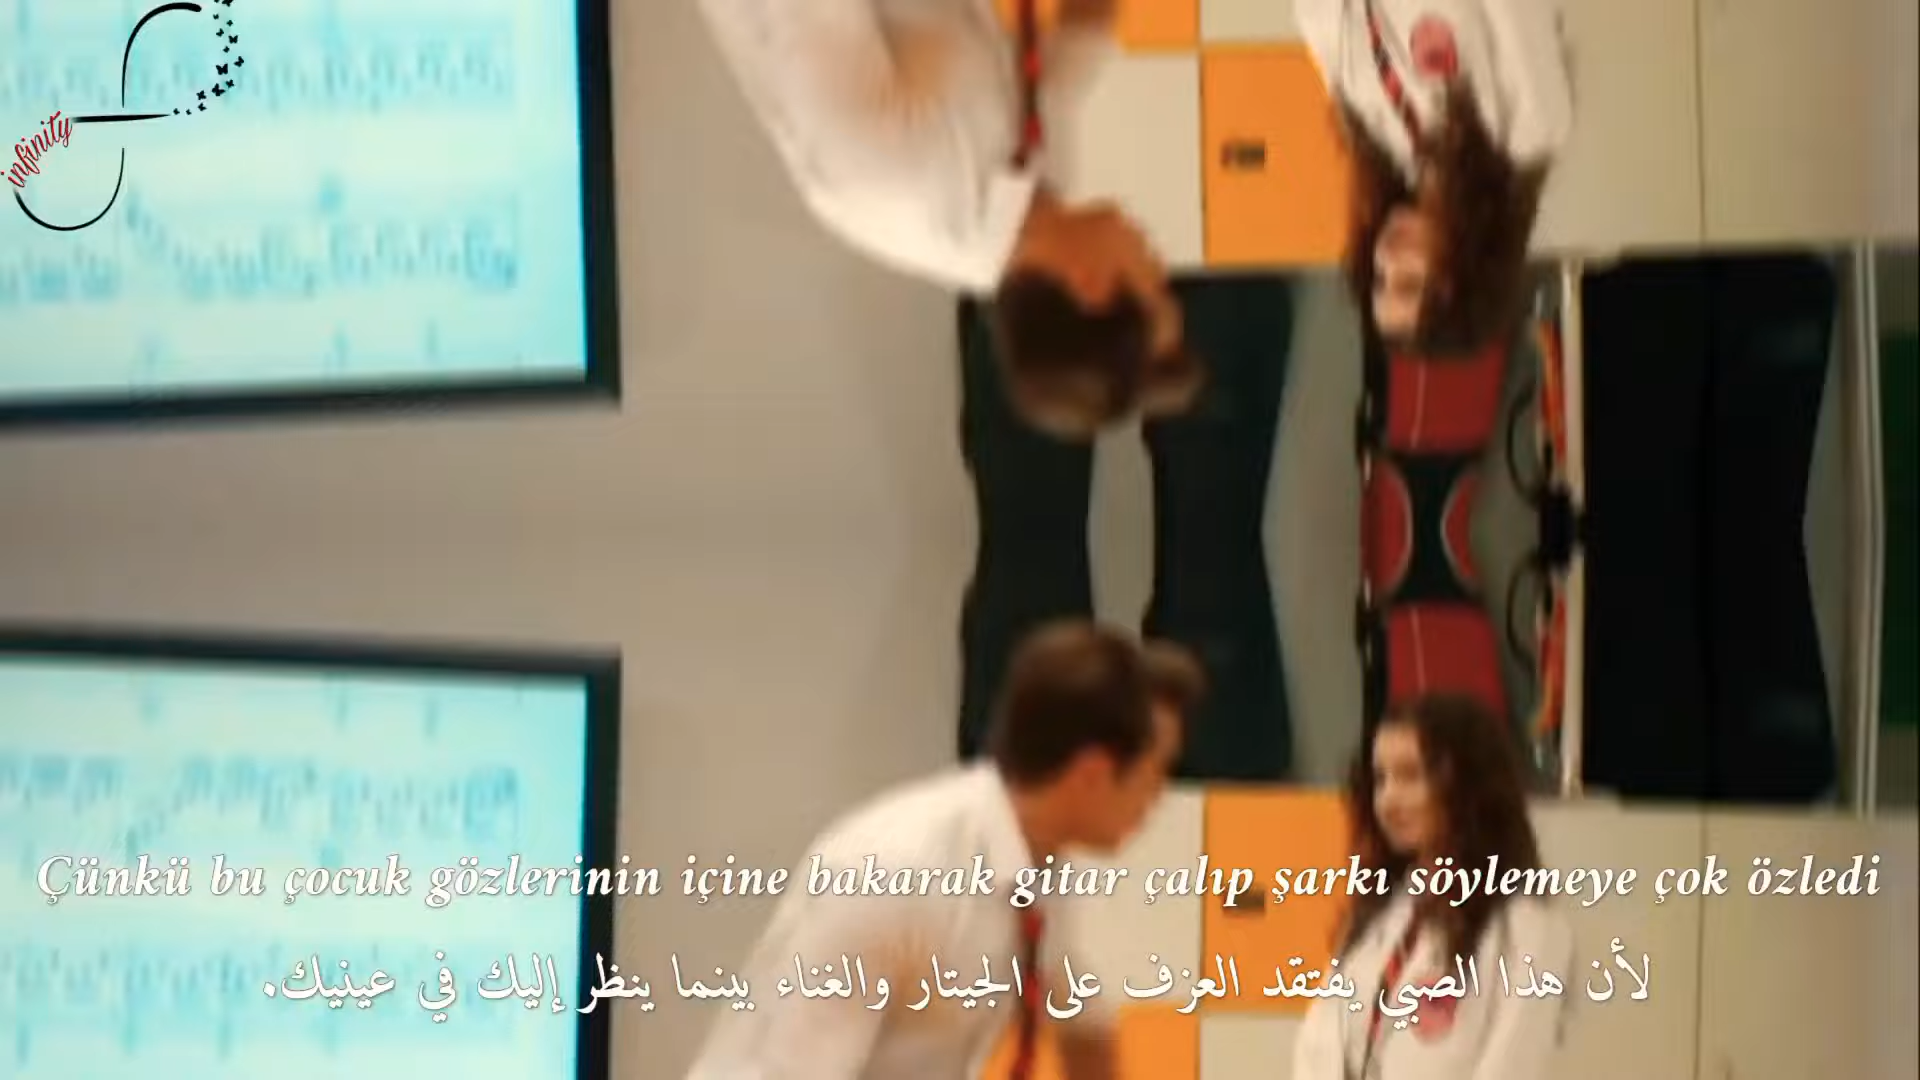 infinity
Çünkü bu çocuk gözlerinin içine bakarak gitar çalıp şarkı söylemeye çok özledi
لأن هذا الصبي يفتقد العزف على الجيتار والغناء بينما ينظر إليك في عينيك.